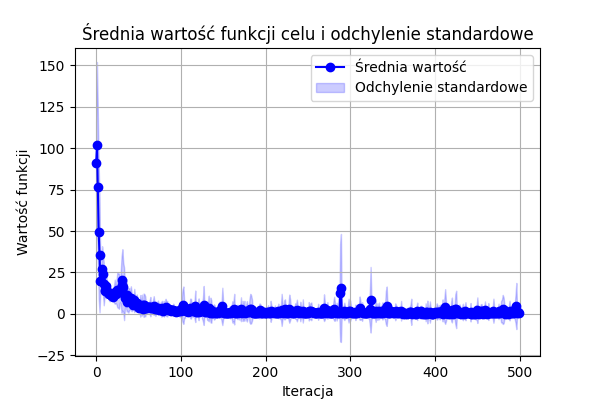 Średnia wartość funkcji celu i odchylenie standardowe
Średnia wartość
Odchylenie standardowe
Wartość funkcji
150
125
100
75
50
25
0
−25
0 100 200 300 400 500
Iteracja